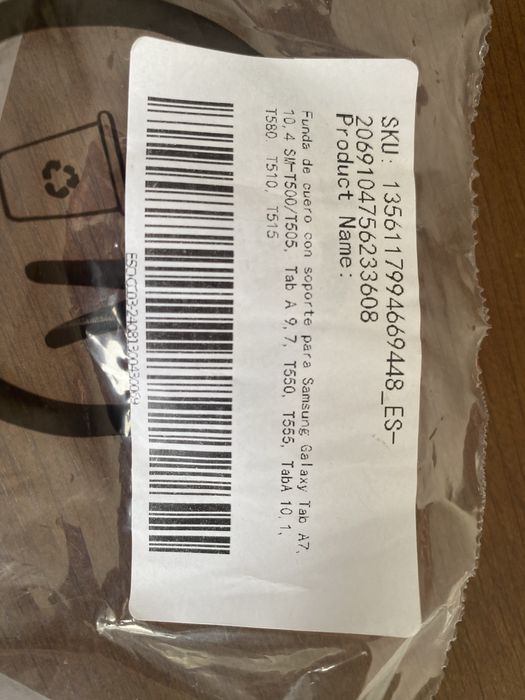 SKU: 1356117994669448_ES-
2069104756233608
Product Name:
Funda de cuero con soporte para Samsung Galaxy Tab A7,
10,4 SM-T500/T505, Tab A 9,7, T550, T555, TabA 10,1,
T580, T510, T515